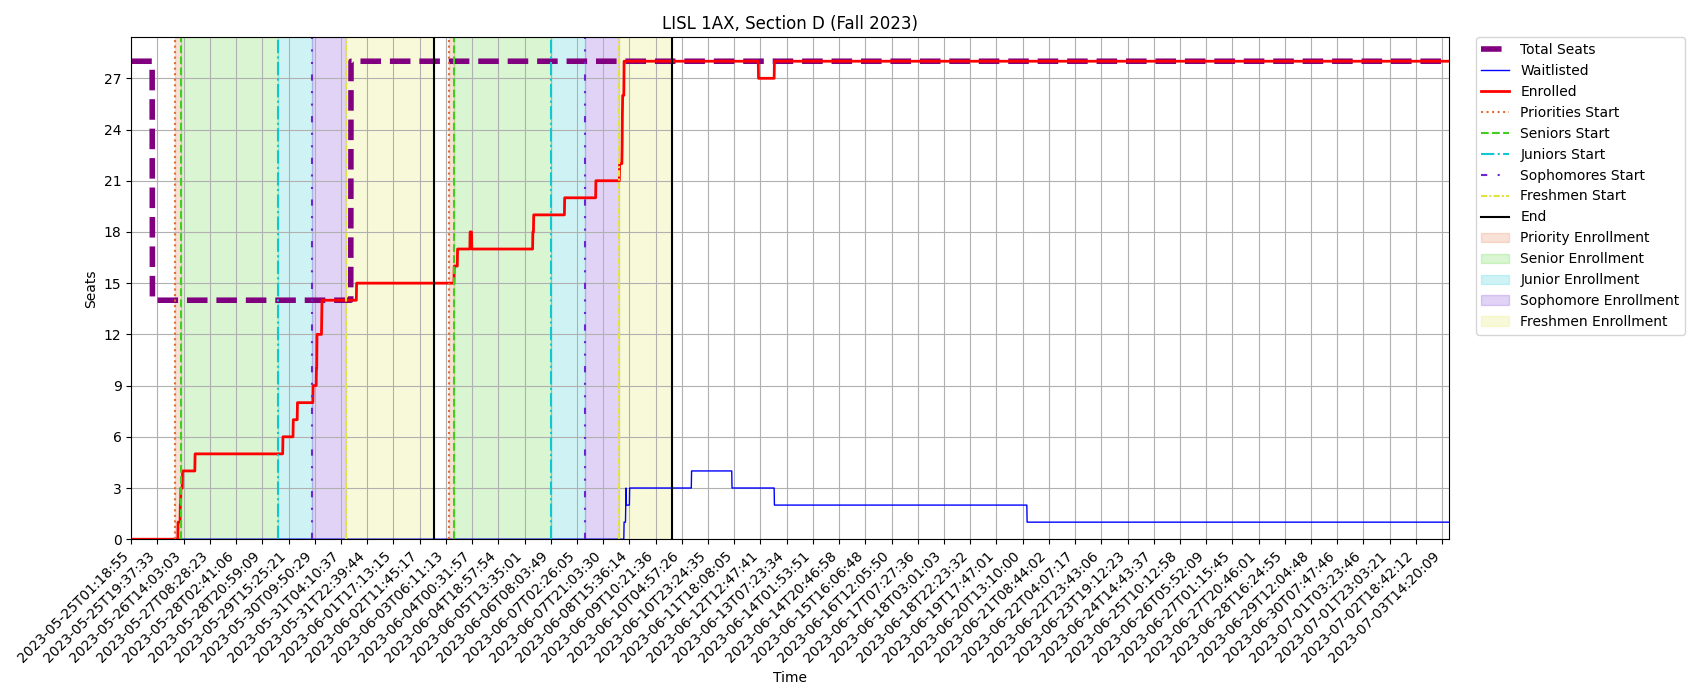 LISL 1AX, Section D (Fall 2023)
Total Seats
Waitlisted
Enrolled
Priorities Start
Seniors Start
Juniors Start
Sophomores Start
Freshmen Start
End
Priority Enrollment
Senior Enrollment
Junior Enrollment
Sophomore Enrollment
Freshmen Enrollment
Seats
27
24
21
18
15
12
9
6
3
0
2023-05-25T01:18:55
2023-05-25T19:37:33
2023-05-26T14:03:03
2023-05-27T08:28:23
2023-05-28T02:41:06
2023-05-28T20:59:09
2023-05-29T15:25:21
2023-05-30T09:50:29
2023-05-31T04:10:37
2023-05-31T22:39:44
2023-06-01T17:13:15
2023-06-02T11:45:17
2023-06-03T06:11:13
2023-06-04T00:31:57
2023-06-04T18:57:54
2023-06-05T13:35:01
2023-06-06T08:03:49
2023-06-07T02:26:05
2023-06-07T21:03:30
2023-06-08T15:36:14
2023-06-09T10:21:36
2023-06-10T04:57:26
2023-06-10T23:24:35
2023-06-11T18:08:05
2023-06-12T12:47:41
2023-06-13T07:23:34
2023-06-14T01:53:51
2023-06-14T20:46:58
2023-06-15T16:06:48
2023-06-16T12:05:50
2023-06-17T07:27:36
2023-06-18T03:01:03
2023-06-18T22:23:32
2023-06-19T17:47:01
2023-06-20T13:10:00
2023-06-21T08:44:02
2023-06-22T04:07:17
2023-06-22T23:43:06
2023-06-23T19:12:23
2023-06-24T14:43:37
2023-06-25T10:12:58
2023-06-26T05:52:09
2023-06-27T01:15:45
2023-06-27T20:46:01
2023-06-28T16:24:55
2023-06-29T12:04:48
2023-06-30T07:47:46
2023-07-01T03:23:46
2023-07-01T23:03:21
2023-07-02T18:42:12
2023-07-03T14:20:09
Time